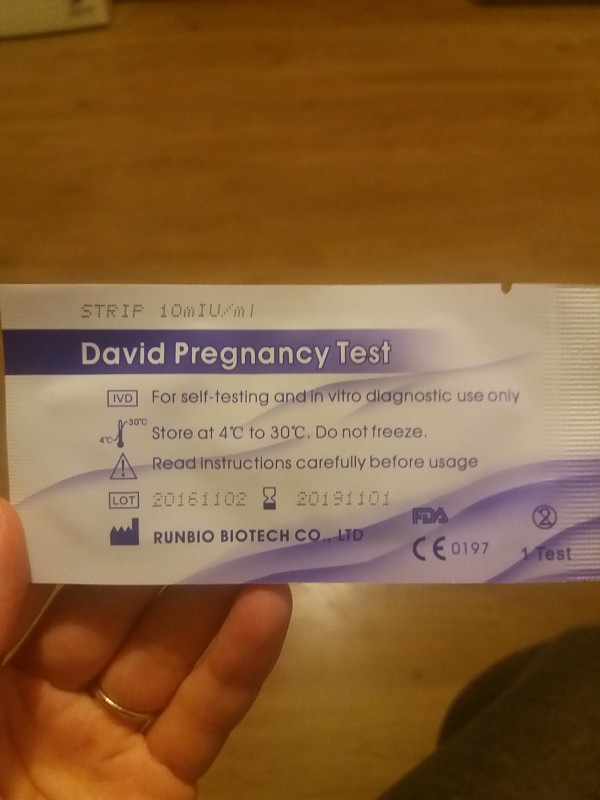 STRIP 10mIU/ml
David Pregnancy Test
IVD For self-testing and in vitro diagnostic use only
4℃ 30℃ Store at 4℃ to 30℃. Do not freeze.
Read instructions carefully before usage
LOT 20161102 20191101
RUNBIO BIOTECH CO., LTD
FDA
CE 0197
2
1 Test